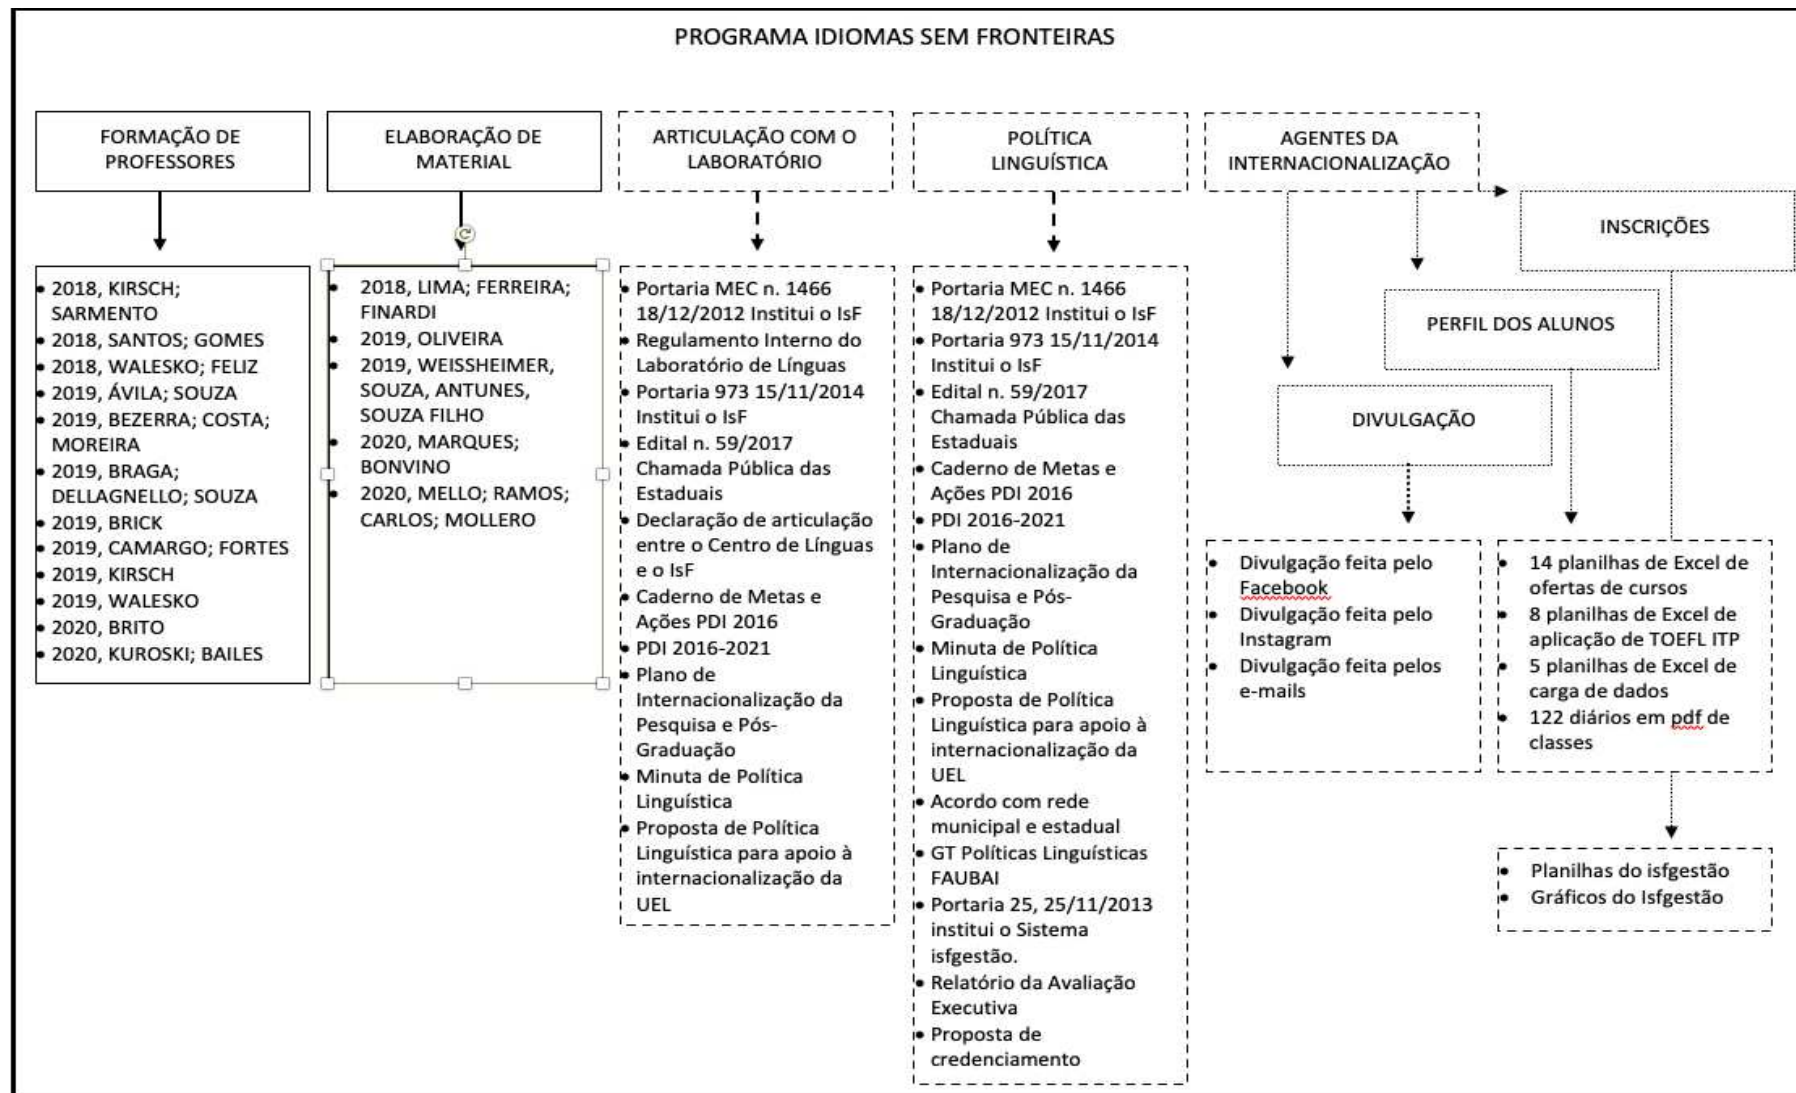 PROGRAMA IDIOMAS SEM FRONTEIRAS
FORMAÇÃO DE
PROFESSORES
• 2018, KIRSCH;
SARMENTO
• 2018, SANTOS; GOMES
• 2018, WALESKO; FELIZ
• 2019, ÁVILA; SOUZA
• 2019, BEZERRA; COSTA;
MOREIRA
• 2019, BRAGA;
DELLAGNELLO; SOUZA
• 2019, BRICK
• 2019, CAMARGO; FORTES
• 2019, KIRSCH
• 2019, WALESKO
• 2020, BRITO
• 2020, KUROSKI; BAILES
ELABORAÇÃO DE
MATERIAL
• 2018, LIMA; FERREIRA;
FINARDI
• 2019, OLIVEIRA
• 2019, WEISSHEIMER,
SOUZA, ANTUNES,
SOUZA FILHO
• 2020, MARQUES;
BONVINO
• 2020, MELLO; RAMOS;
CARLOS; MOLLERO
ARTICULAÇÃO COM O
LABORATÓRIO
• Portaria MEC n. 1466
18/12/2012 Institui o IsF
• Regulamento Interno do
Laboratório de Línguas
• Portaria 973 15/11/2014
Institui o IsF
• Edital n. 59/2017
Chamada Pública das
Estaduais
• Declaração de articulação
entre o Centro de Línguas
e o IsF
• Caderno de Metas e
Ações PDI 2016
• PDI 2016-2021
• Plano de
Internacionalização da
Pesquisa e Pós-
Graduação
• Minuta de Política
Linguística
• Proposta de Política
Linguística para apoio à
internacionalização da
UEL
POLÍTICA
LINGUÍSTICA
• Portaria MEC n. 1466
18/12/2012 Institui o IsF
• Portaria 973 15/11/2014
Institui o IsF
• Edital n. 59/2017
Chamada Pública das
Estaduais
• Caderno de Metas e
Ações PDI 2016
• PDI 2016-2021
• Plano de
Internacionalização da
Pesquisa e Pós-
Graduação
• Minuta de Política
Linguística
• Proposta de Política
Linguística para apoio à
internacionalização da
UEL
• Acordo com rede
municipal e estadual
• GT Políticas Linguísticas
FAUBAI
• Portaria 25, 25/11/2013
institui o Sistema
isfgestão.
• Relatório da Avaliação
Executiva
• Proposta de
credenciamento
AGENTES DA
INTERNACIONALIZAÇÃO
INSCRIÇÕES
PERFIL DOS ALUNOS
DIVULGAÇÃO
• Divulgação feita pelo
Facebook
• Divulgação feita pelo
Instagram
• Divulgação feita pelos
e-mails
• 14 planilhas de Excel de
ofertas de cursos
• 8 planilhas de Excel de
aplicação de TOEFL ITP
• 5 planilhas de Excel de
carga de dados
• 122 diários em pdf de
classes
• Planilhas do isfgestão
• Gráficos do Isfgestão